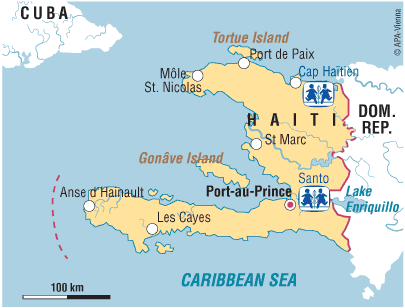 CUBA
© APA-Vienna
Tortue Island
Port de Paix
Môle
St. Nicolas
Cap Haïtien
HAITI
DOM.
REP.
St Marc
Gonâve Island
Santo
Anse d'Hainault
Port-au-Prince
Lake
Enriquillo
Les Cayes
CARIBBEAN SEA
100 km